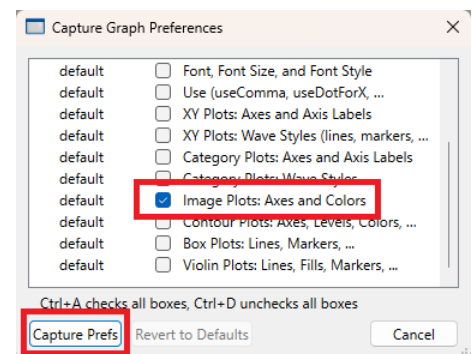 Capture Graph Preferences
default Font, Font Size, and Font Style
default Use (useComma, useDotForX, ...
default XY Plots: Axes and Axis Labels
default XY Plots: Wave Styles (lines, markers, ...
default Category Plots: Axes and Axis Labels
default Category Plots: Wave Styles
default Image Plots: Axes and Colors
default Contour Plots: Axes, Levels, Colors, ...
default Box Plots: Lines, Markers, ...
default Violin Plots: Lines, Fills, Markers, ...
Ctrl+A checks all boxes, Ctrl+D unchecks all boxes
Capture Prefs Revert to Defaults Cancel